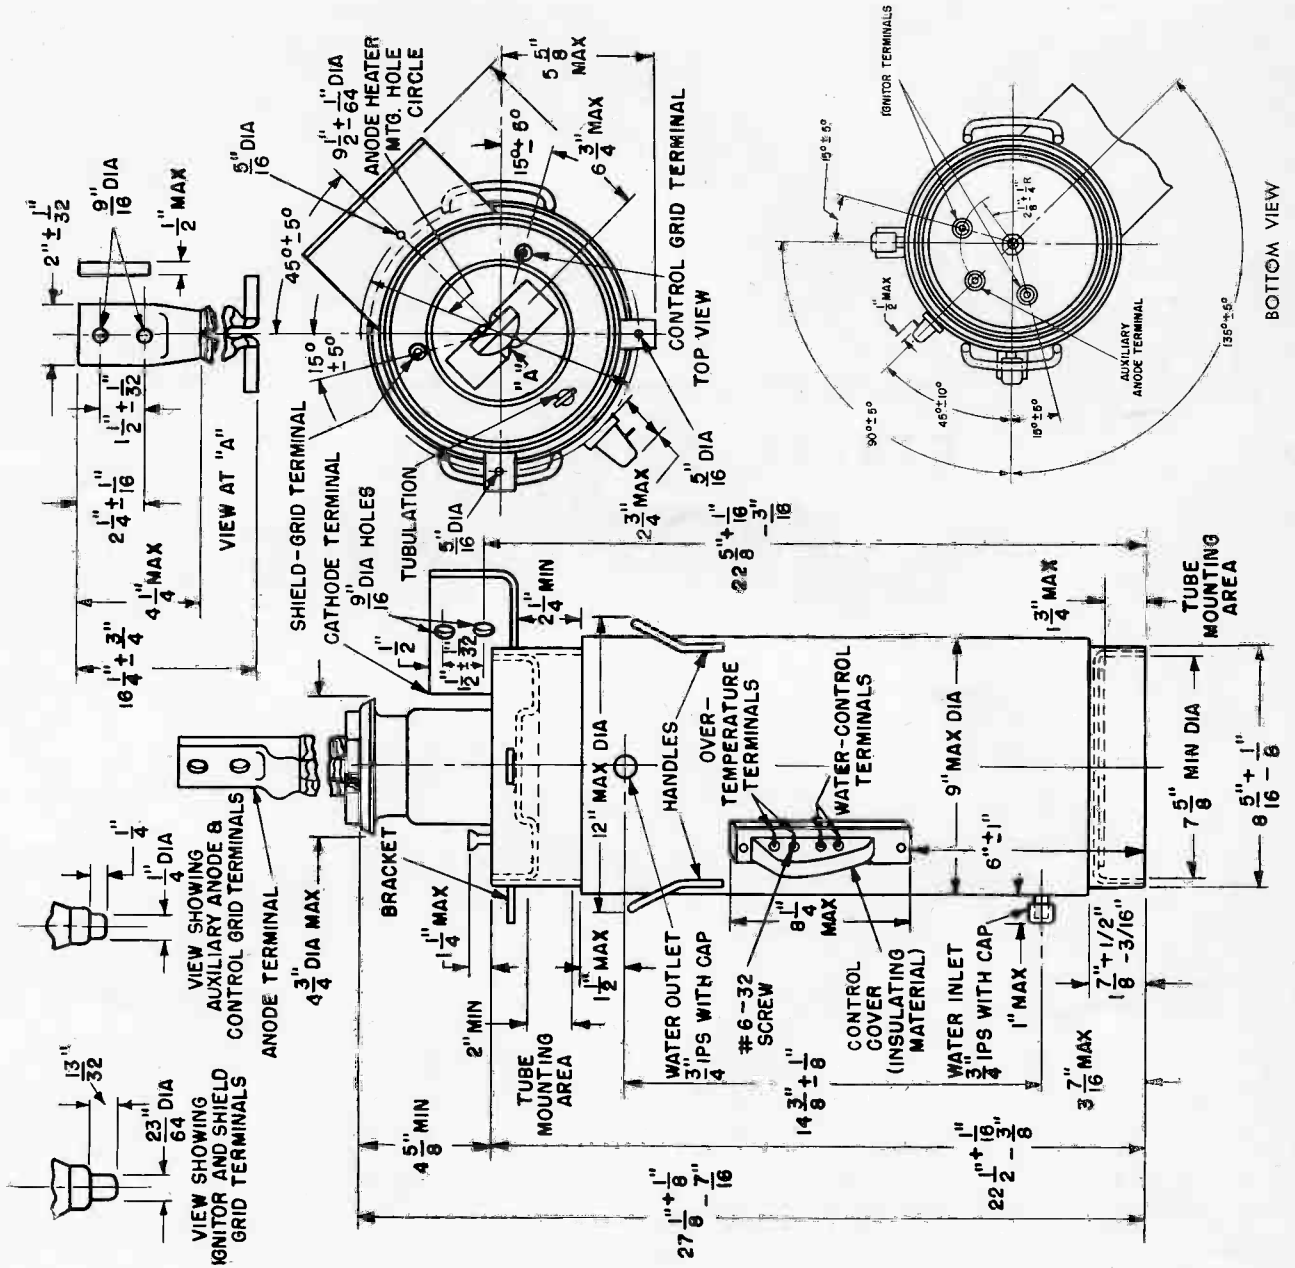 2" ± 1/32
9/16" DIA
1/2" MAX
1 1/2" ± 1/32
2 1/4" ± 1/16
4 1/4" MAX
16 1/4" ± 3/4"
VIEW AT "A"
45° ± 5°
5/16" DIA
9 1/2" ± 1/64" DIA
ANODE HEATER
MTG. HOLE
CIRCLE
5 5/8"
MAX
15° ± 5°
6 3/4" MAX
15°
± 5°
"A"
SHIELD-GRID TERMINAL
CATHODE TERMINAL
TUBULATION
5/16" DIA
2 3/4" MAX
5/16" DIA
CONTROL GRID TERMINAL
TOP VIEW
IGNITOR TERMINALS
15° ± 5°
1/2" MAX
2 1/8" ± 1/4" R
90° ± 5°
45° ± 10°
15° ± 5°
AUXILIARY
ANODE TERMINAL
135° ± 5°
BOTTOM VIEW
13/32"
23/64" DIA
VIEW SHOWING
IGNITOR AND SHIELD
GRID TERMINALS
1/4"
1/4" DIA
VIEW SHOWING
AUXILIARY ANODE &
CONTROL GRID TERMINALS
ANODE TERMINAL
4 3/4" DIA MAX
BRACKET
9/16" DIA HOLES
1/2"
1 1/2" ± 1/32
2 1/4" MIN
22 5/8" + 1/16 - 3/16"
1 1/4" MAX
2" MIN
TUBE
MOUNTING
AREA
1 1/2" MAX
12" MAX DIA
HANDLES
WATER OUTLET
3/4" IPS WITH CAP
OVER-
TEMPERATURE
TERMINALS
WATER-CONTROL
TERMINALS
#6-32
SCREW
8 1/4"
MAX
CONTROL
COVER
(INSULATING
MATERIAL)
9" MAX DIA
6" ± 1"
WATER INLET
3/4" IPS WITH CAP
1" MAX
1 7/8" + 1/2" - 3/16"
3 7/16" MAX
14 3/8" ± 1/8"
4 5/8" MIN
22 1/2" + 1/16" - 3/8"
27 1/8" + 1/8" - 7/16"
1 3/4" MAX
TUBE
MOUNTING
AREA
7 5/8" MIN DIA
8 5/16" + 1" - 8